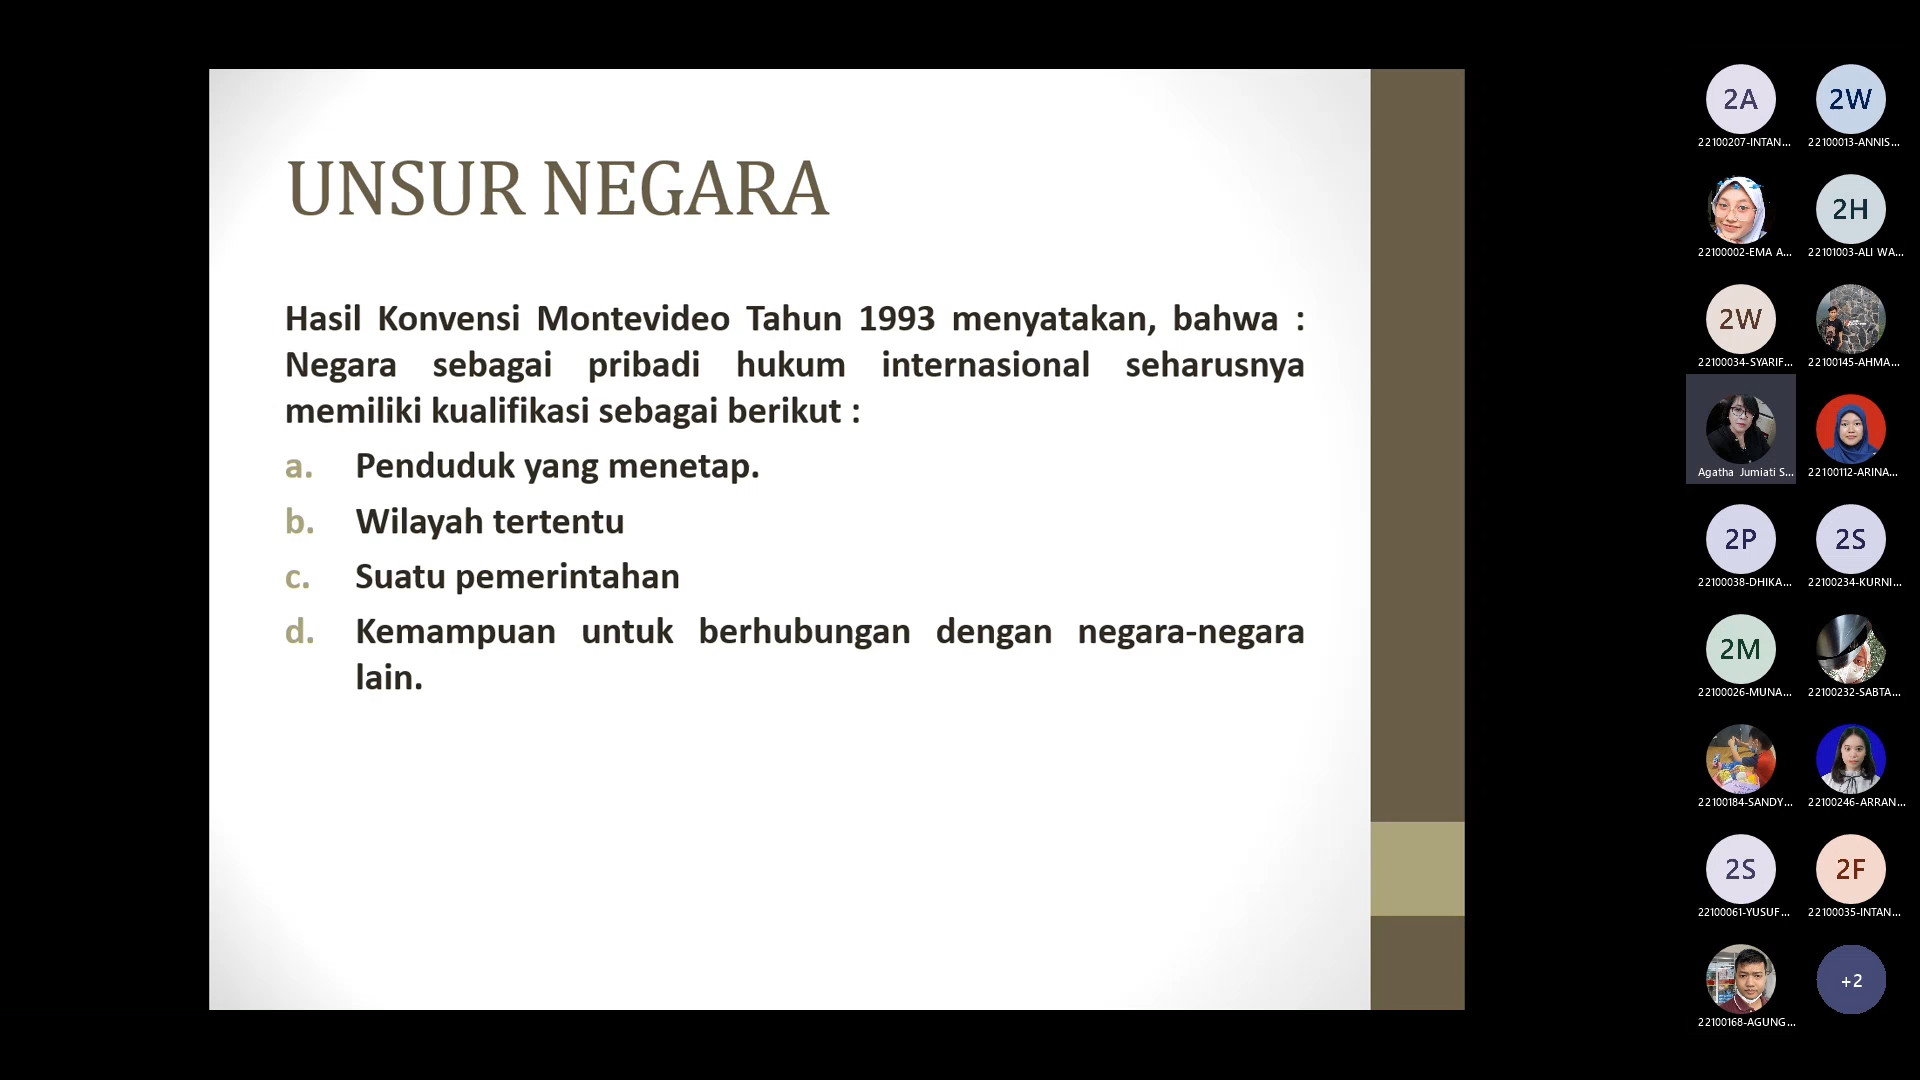 UNSUR NEGARA
Hasil Konvensi Montevideo Tahun 1993 menyatakan, bahwa :
Negara sebagai pribadi hukum internasional seharusnya
memiliki kualifikasi sebagai berikut :
a. Penduduk yang menetap.
b. Wilayah tertentu
c. Suatu pemerintahan
d. Kemampuan untuk berhubungan dengan negara-negara
lain.
2A
22100207-INTAN...
2W
22100013-ANNIS...
22100002-EMA A...
2H
22101003-ALI WA...
2W
22100034-SYARIF...
22100145-AHMA...
Agatha Jumiati S...
22100112-ARINA...
2P
22100038-DHIKA...
2S
22100234-KURNI...
2M
22100026-MUNA...
22100232-SABTA...
22100184-SANDY...
22100246-ARRAN...
2S
22100061-YUSUF...
2F
22100035-INTAN...
22100168-AGUNG...
+2